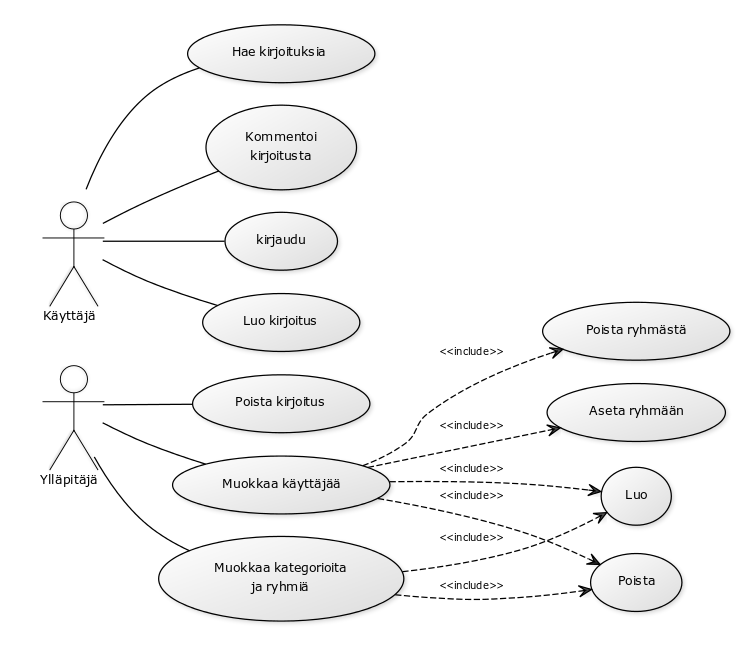 Hae kirjoituksia
Kommentoi
kirjoitusta
kirjaudu
Käyttäjä
Luo kirjoitus
Poista ryhmästä
<<include>>
Poista kirjoitus
Aseta ryhmään
<<include>>
Ylläpitäjä
Muokkaa käyttäjää
<<include>>
<<include>>
Luo
<<include>>
Muokkaa kategorioita
ja ryhmiä
<<include>>
Poista